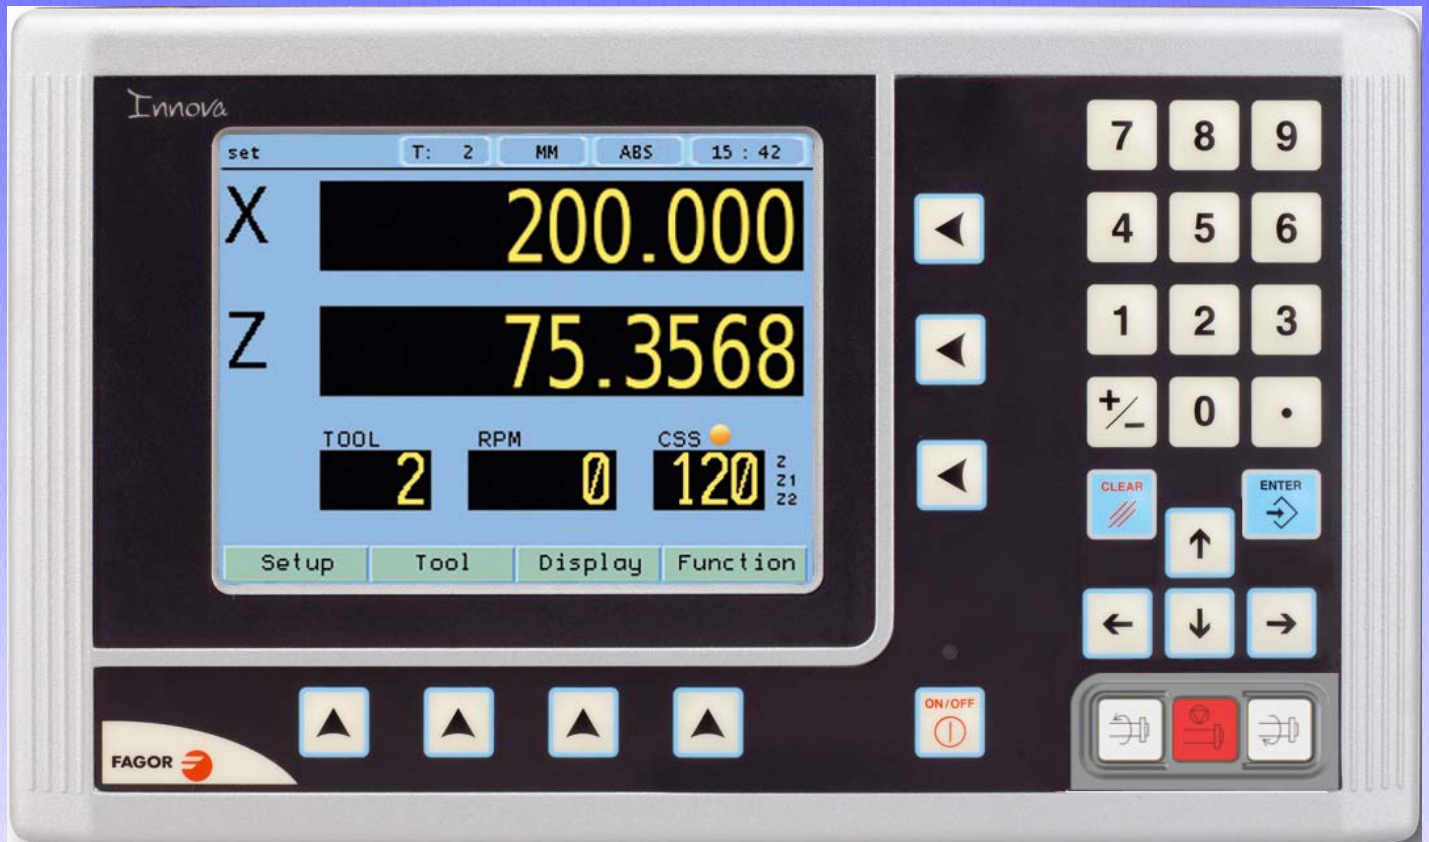 Innova
set T: 2 MM ABS 15 : 42
X 200.000
Z 75.3568
TOOL RPM CSS
2 0 120
Z
Z1
Z2
Setup Tool Display Function
7 8 9
4 5 6
1 2 3
+/- 0 .
CLEAR ENTER
ON/OFF
FAGOR